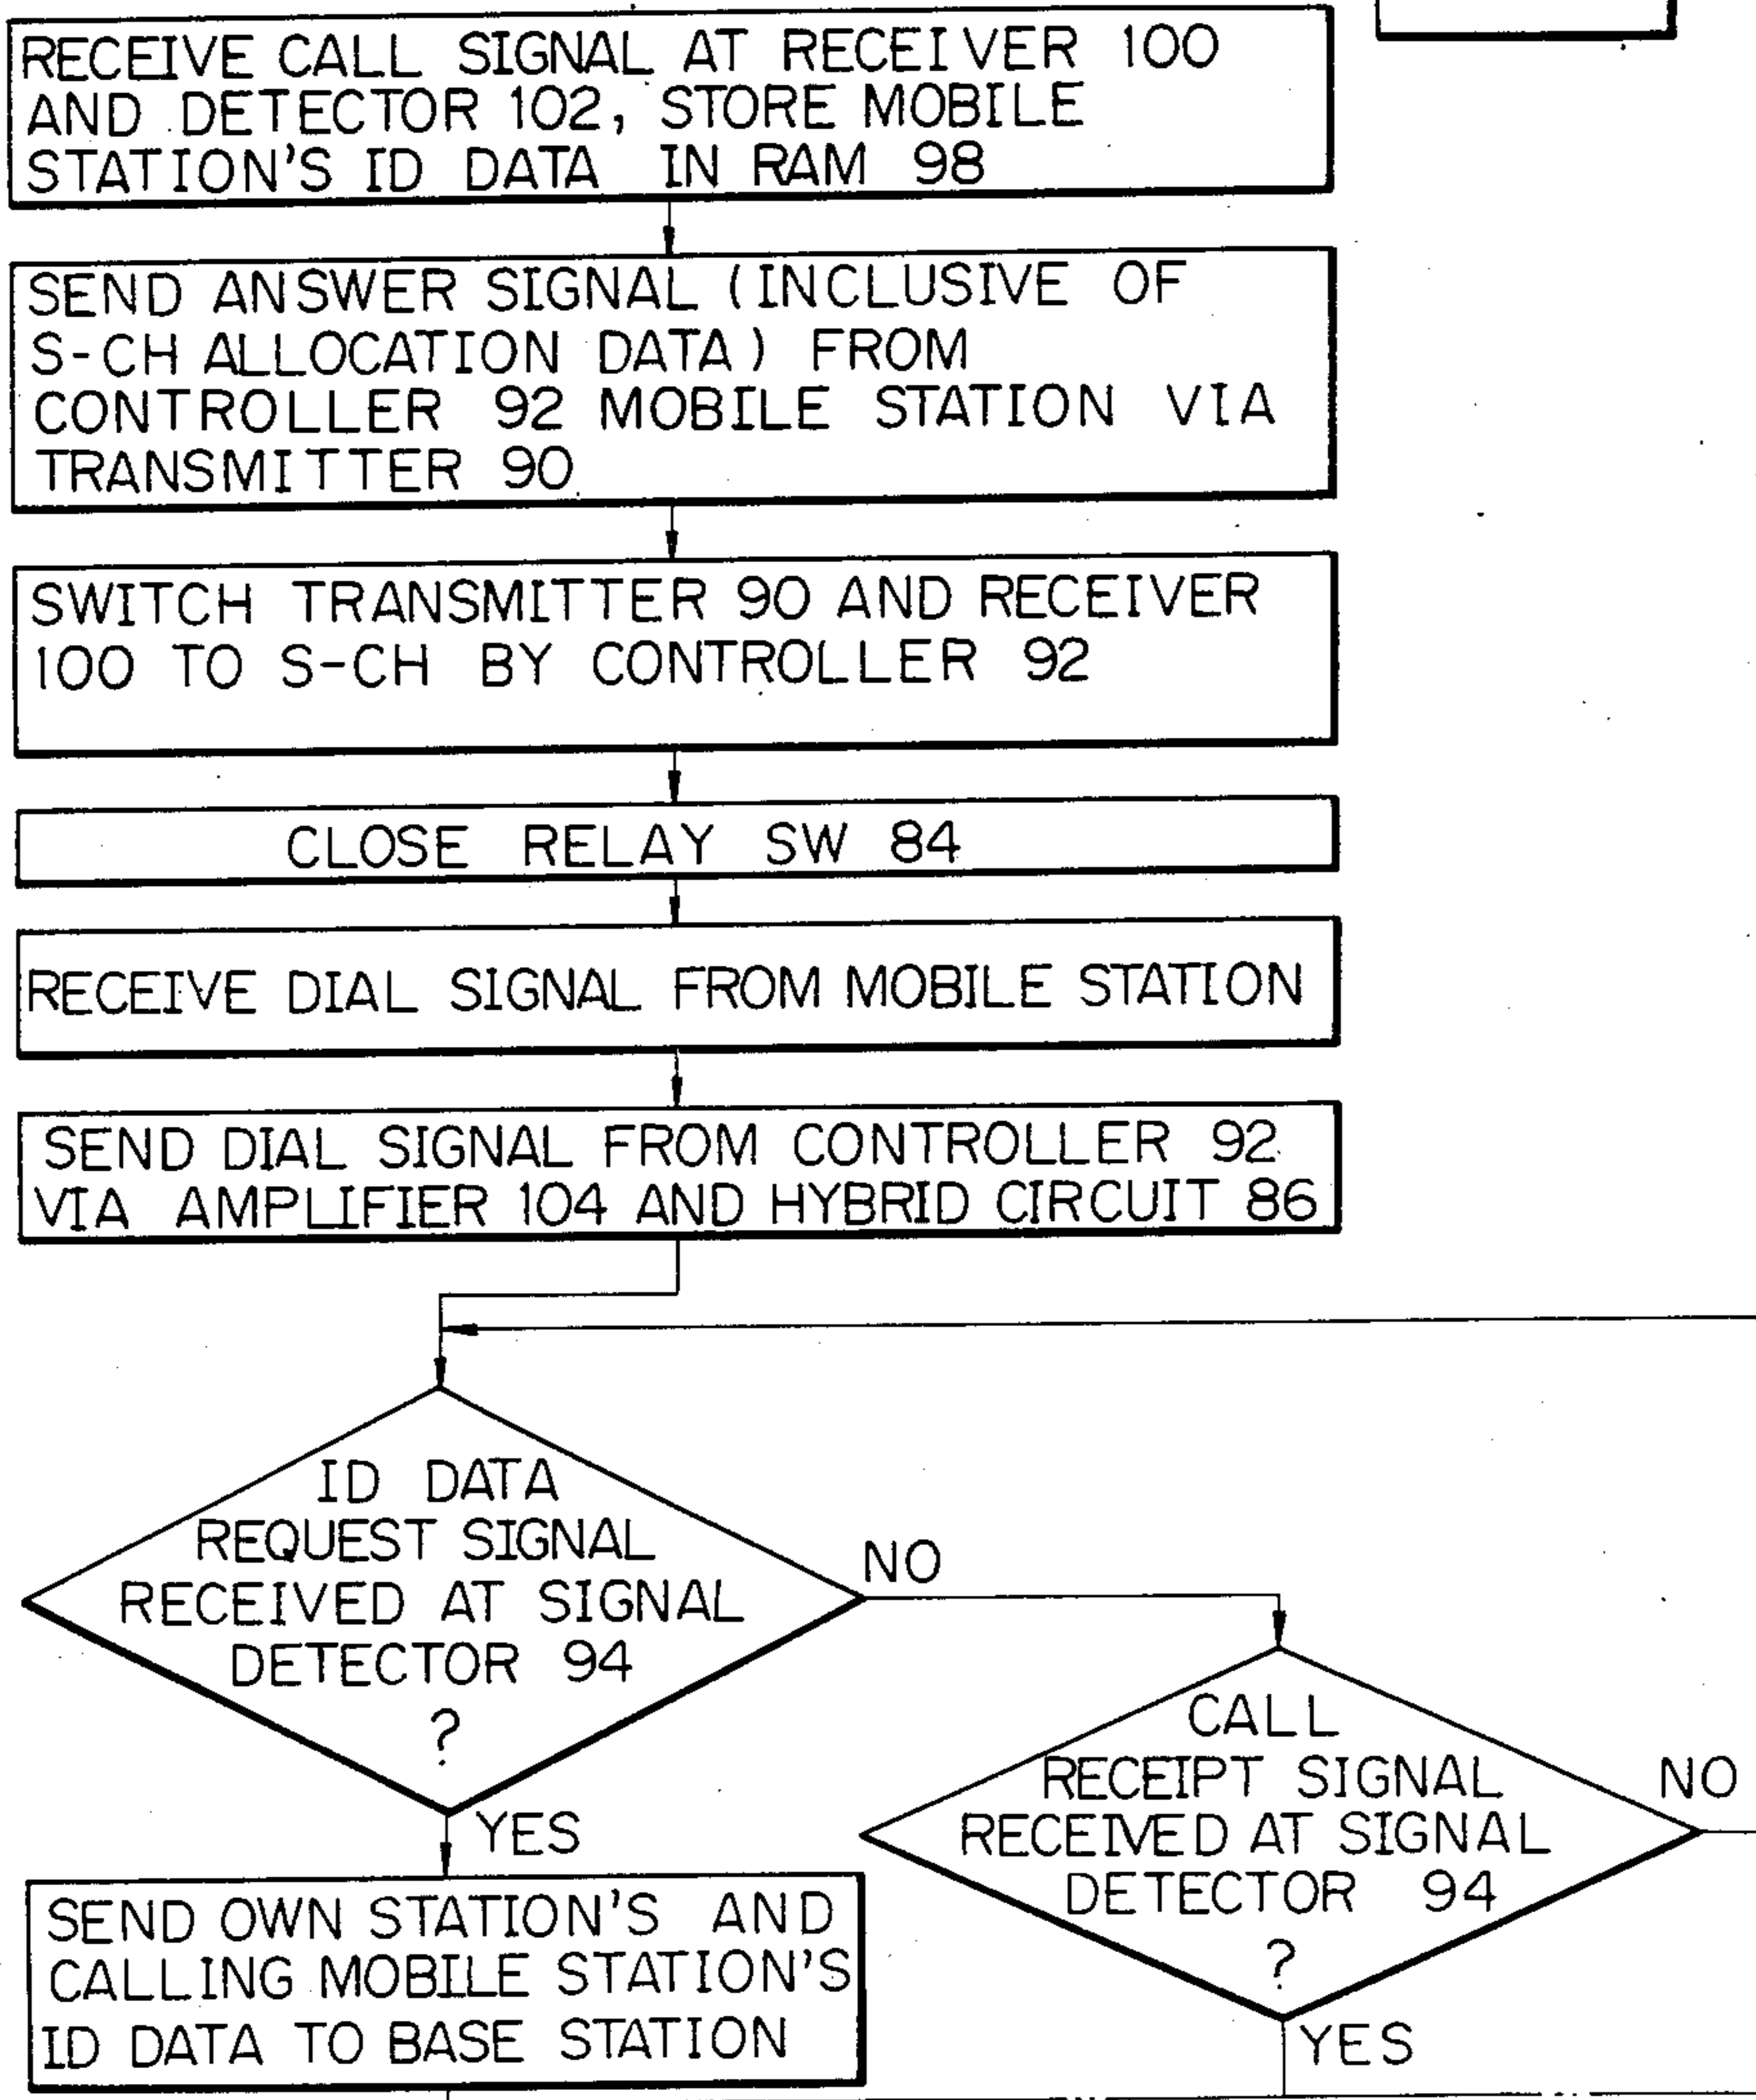 RECEIVE CALL SIGNAL AT RECEIVER 100
AND DETECTOR 102, STORE MOBILE
STATION'S ID DATA IN RAM 98
SEND ANSWER SIGNAL (INCLUSIVE OF
S-CH ALLOCATION DATA) FROM
CONTROLLER 92 MOBILE STATION VIA
TRANSMITTER 90
SWITCH TRANSMITTER 90 AND RECEIVER
100 TO S-CH BY CONTROLLER 92
CLOSE RELAY SW 84
RECEIVE DIAL SIGNAL FROM MOBILE STATION
SEND DIAL SIGNAL FROM CONTROLLER 92
VIA AMPLIFIER 104 AND HYBRID CIRCUIT 86
ID DATA
REQUEST SIGNAL
RECEIVED AT SIGNAL
DETECTOR 94
?
NO
YES
CALL
RECEIPT SIGNAL
RECEIVED AT SIGNAL
DETECTOR 94
?
NO
YES
SEND OWN STATION'S AND
CALLING MOBILE STATION'S
ID DATA TO BASE STATION